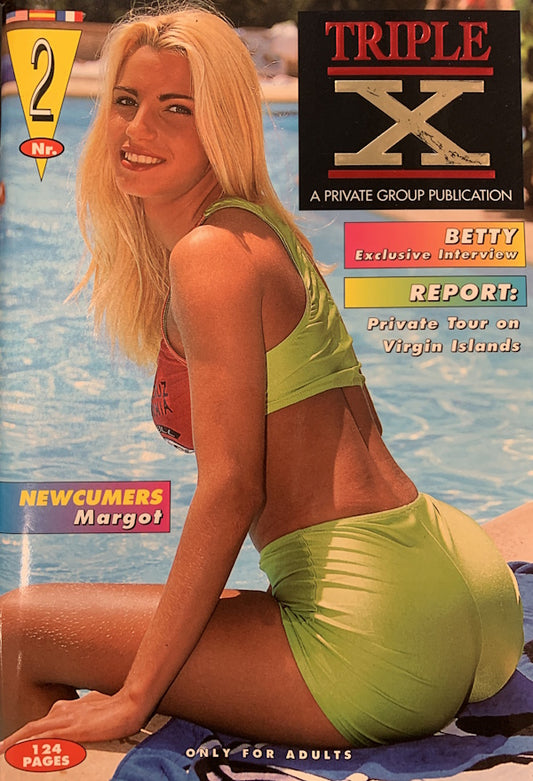 2
Nr.
TRIPLE
X
A PRIVATE GROUP PUBLICATION
BETTY
Exclusive Interview
REPORT:
Private Tour on
Virgin Islands
NEWCUMERS
Margot
124
PAGES
ONLY FOR ADULTS